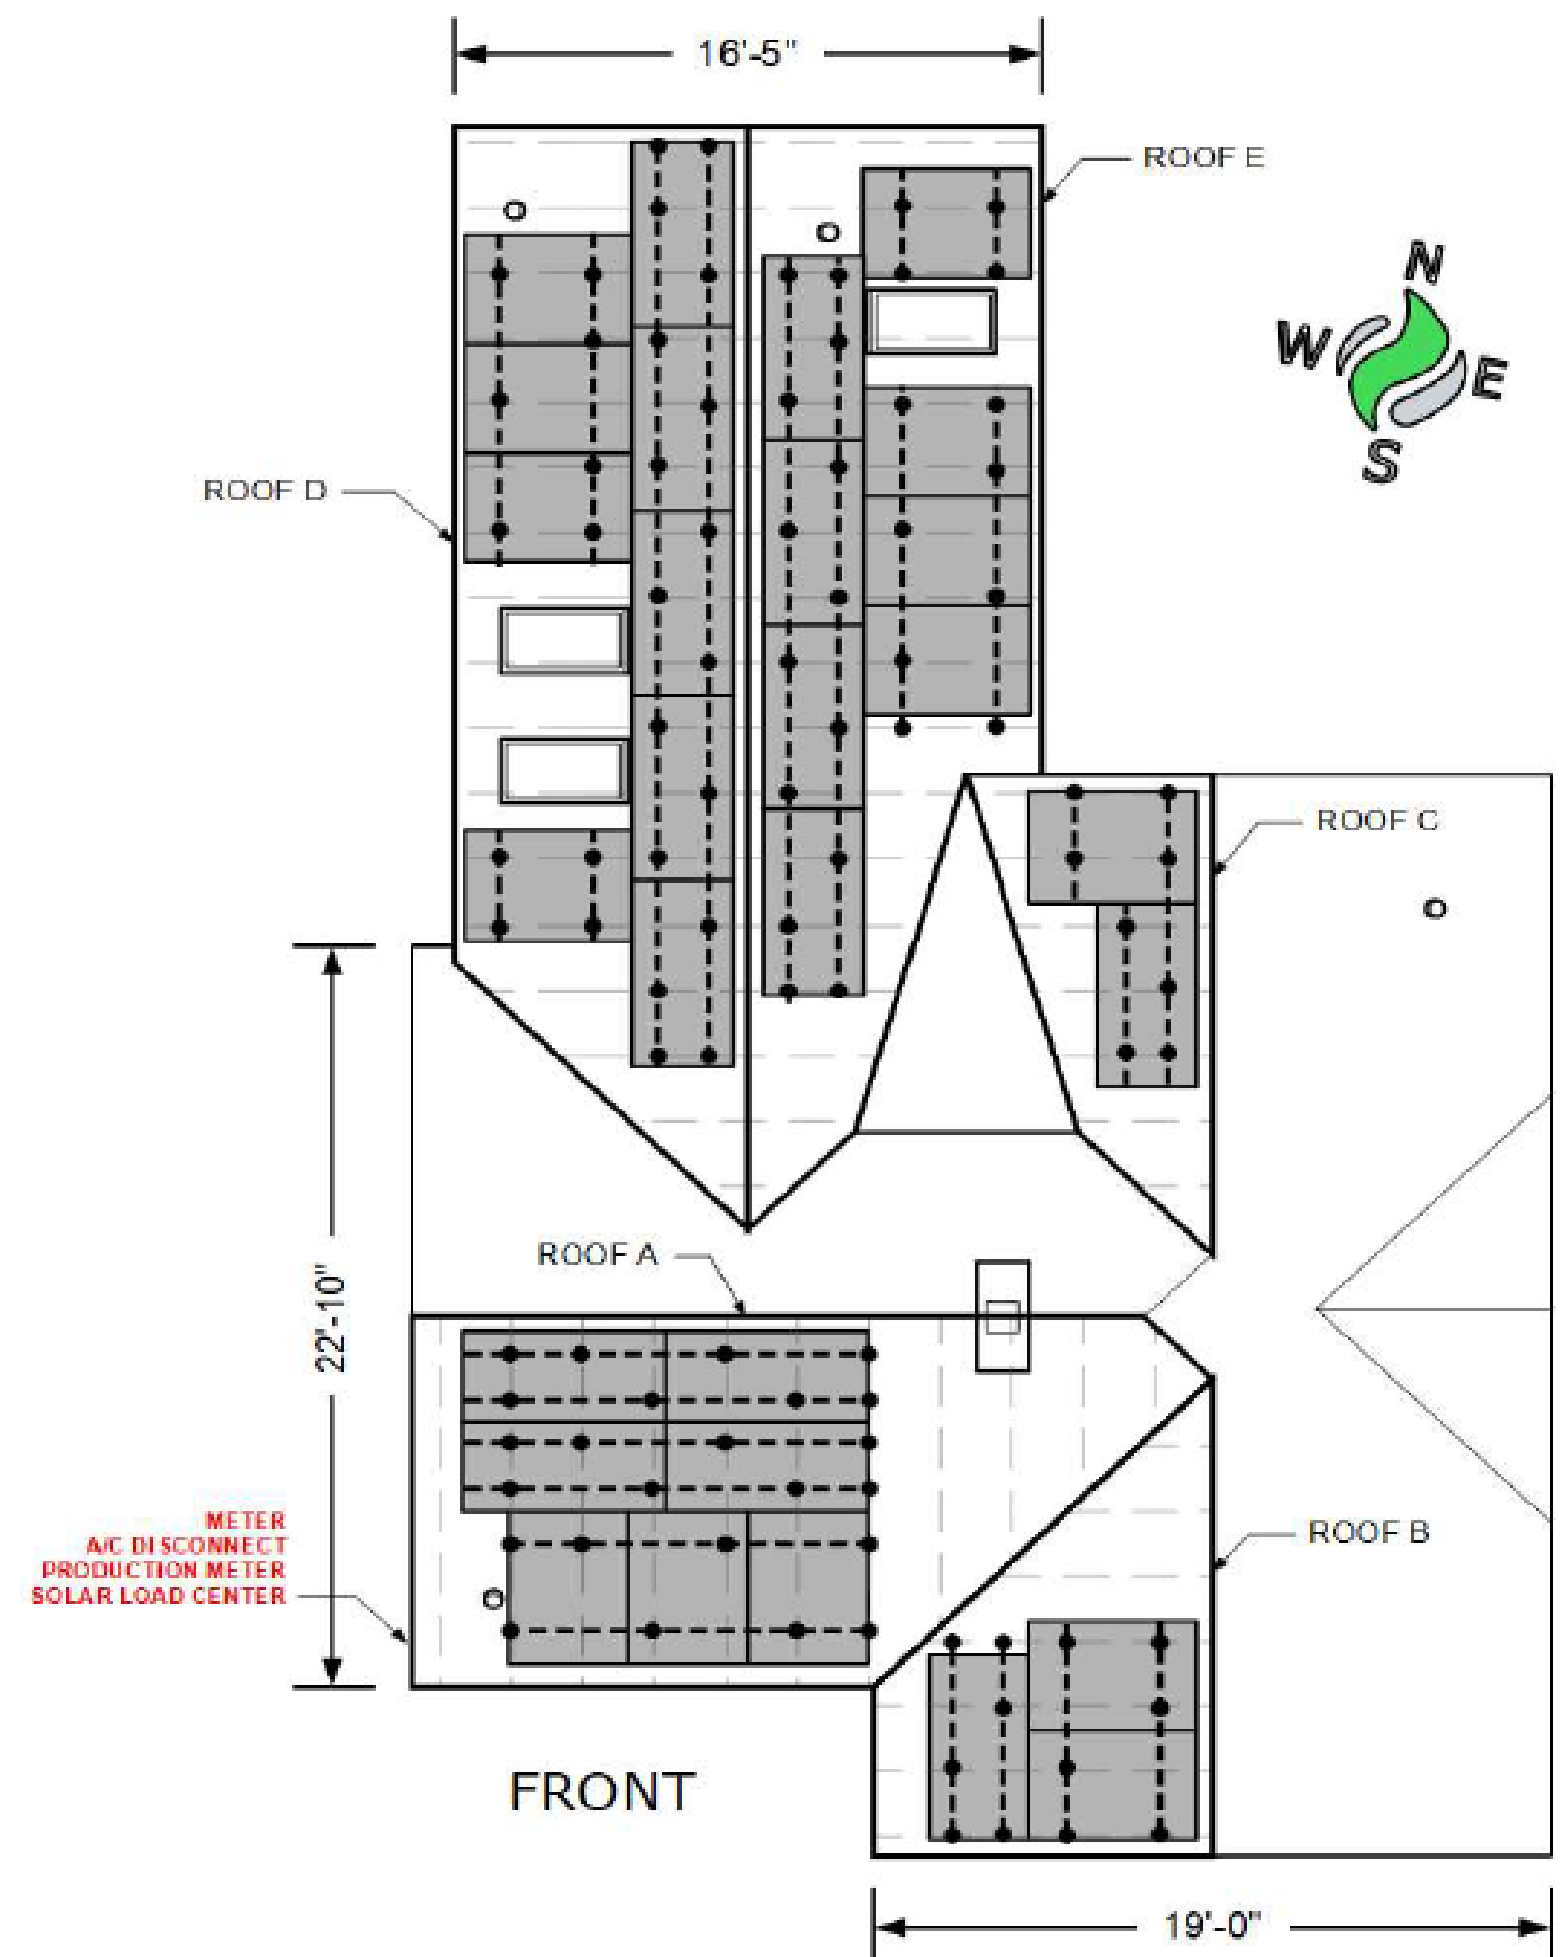 16'-5"
ROOF E
N
W
E
S
ROOF D
ROOF C
ROOF A
22'-10"
METER
A/C DISCONNECT
PRODUCTION METER
SOLAR LOAD CENTER
ROOF B
FRONT
19'-0"